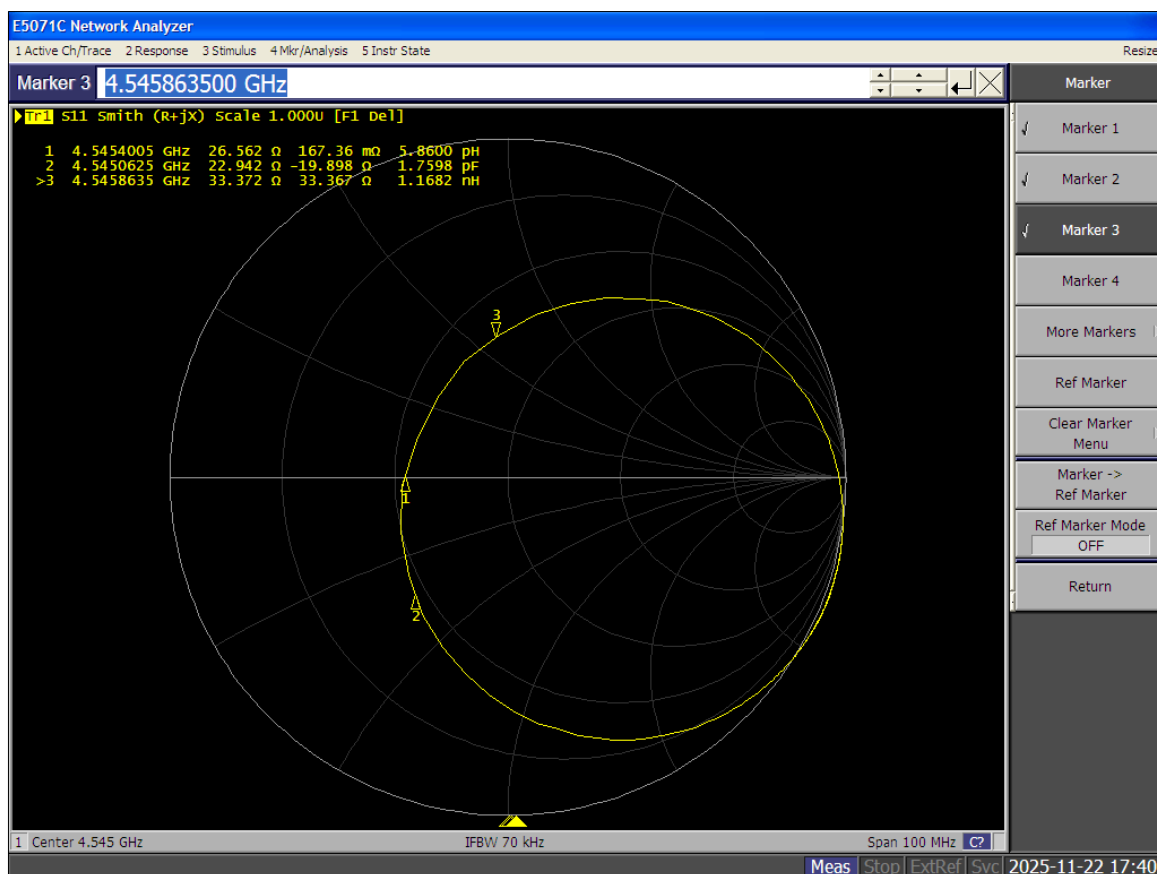 E5071C Network Analyzer
1 Active Ch/Trace 2 Response 3 Stimulus 4 Mkr/Analysis 5 Instr State
Resize
Marker 3 4.545863500 GHz
Tr1 S11 Smith (R+jX) Scale 1.000U [F1 Del]
1 4.5454005 GHz 26.562 Ω 167.36 mΩ 5.8600 pH
2 4.5450625 GHz 22.942 Ω -19.898 Ω 1.7598 pF
>3 4.5458635 GHz 33.372 Ω 33.367 Ω 1.1682 nH
3
1
2
Marker
Marker 1
Marker 2
Marker 3
Marker 4
More Markers
Ref Marker
Clear Marker
Menu
Marker ->
Ref Marker
Ref Marker Mode
OFF
Return
1 Center 4.545 GHz IFBW 70 kHz Span 100 MHz C?
Meas Stop ExtRef Svc 2025-11-22 17:40